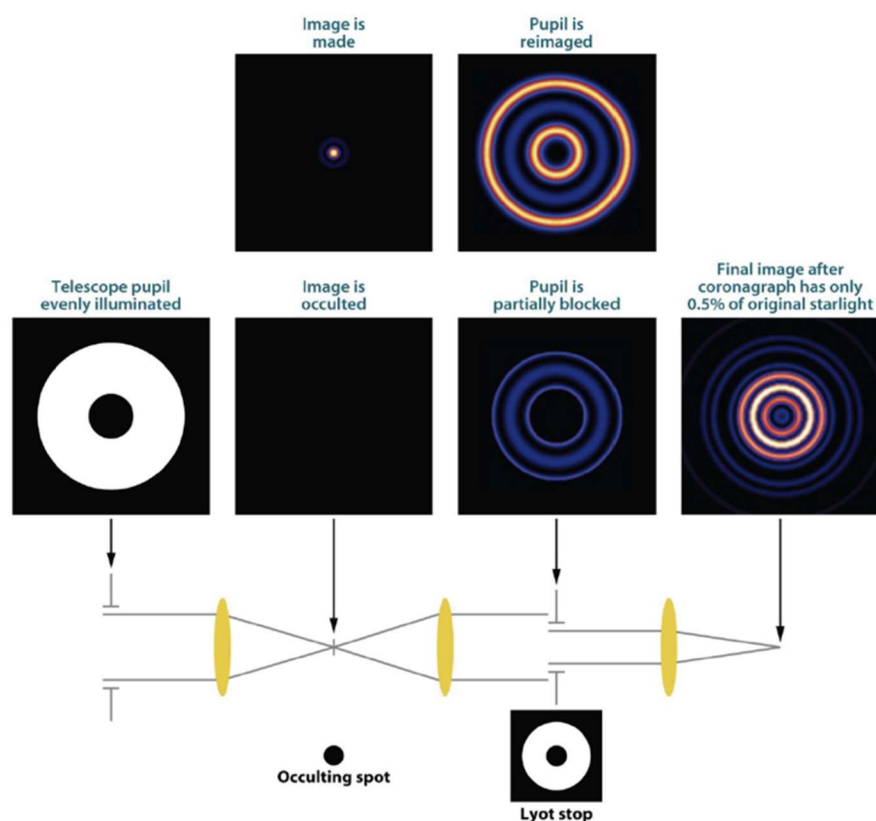 Image is
made
Pupil is
reimaged
Telescope pupil
evenly illuminated
Image is
occulted
Pupil is
partially blocked
Final image after
coronagraph has only
0.5% of original starlight
Occulting spot
Lyot stop